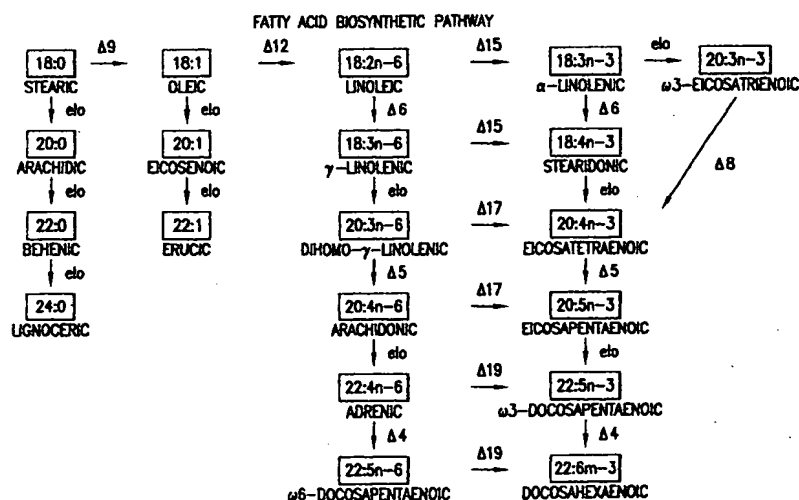 FATTY ACID BIOSYNTHETIC PATHWAY
Δ9 Δ12 Δ15 elo
18:0 18:1 18:2n-6 18:3n-3 20:3n-3
STEARIC OLEIC LINOLEIC α-LINOLENIC ω3-EICOSATRIENOIC
elo elo Δ6 Δ15 Δ6
20:0 20:1 18:3n-6 18:4n-3
ARACHIDIC EICOSENOIC γ-LINOLENIC STEARIDONIC Δ8
elo elo elo Δ17 elo
22:0 22:1 20:3n-6 20:4n-3
BEHENIC ERUCIC DIHOMO-γ-LINOLENIC EICOSATETRAENOIC
elo Δ5 Δ17 Δ5
24:0 20:4n-6 20:5n-3
LIGNOCERIC ARACHIDONIC EICOSAPENTAENOIC
elo Δ19 elo
22:4n-6 22:5n-3
ADRENIC ω3-DOCOSAPENTAENOIC
Δ4 Δ19 Δ4
22:5n-6 22:6m-3
ω6-DOCOSAPENTAENOIC DOCOSAHEXAENOIC